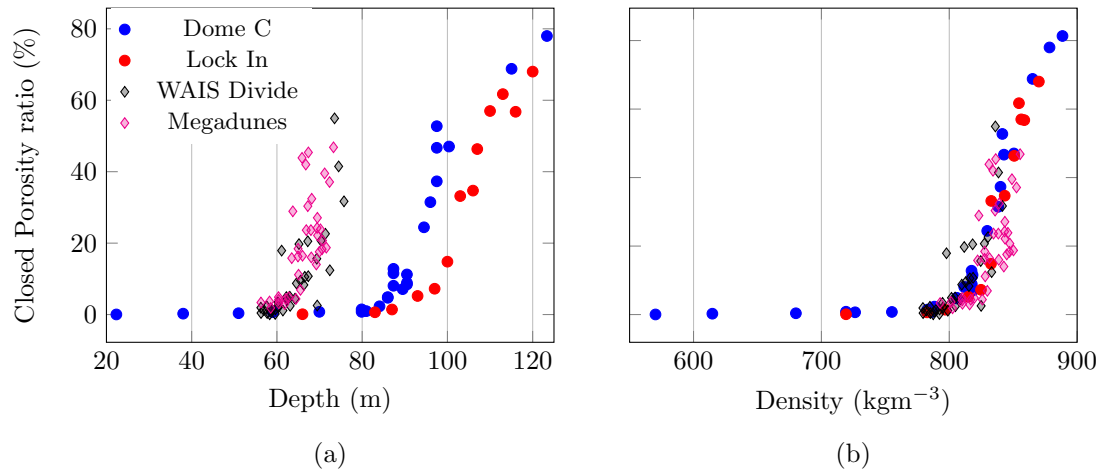 Closed Porosity ratio (%)
80
60
40
20
0
Dome C
Lock In
WAIS Divide
Megadunes
20 40 60 80 100 120
Depth (m)
(a)
600 700 800 900
Density (kgm⁻³)
(b)